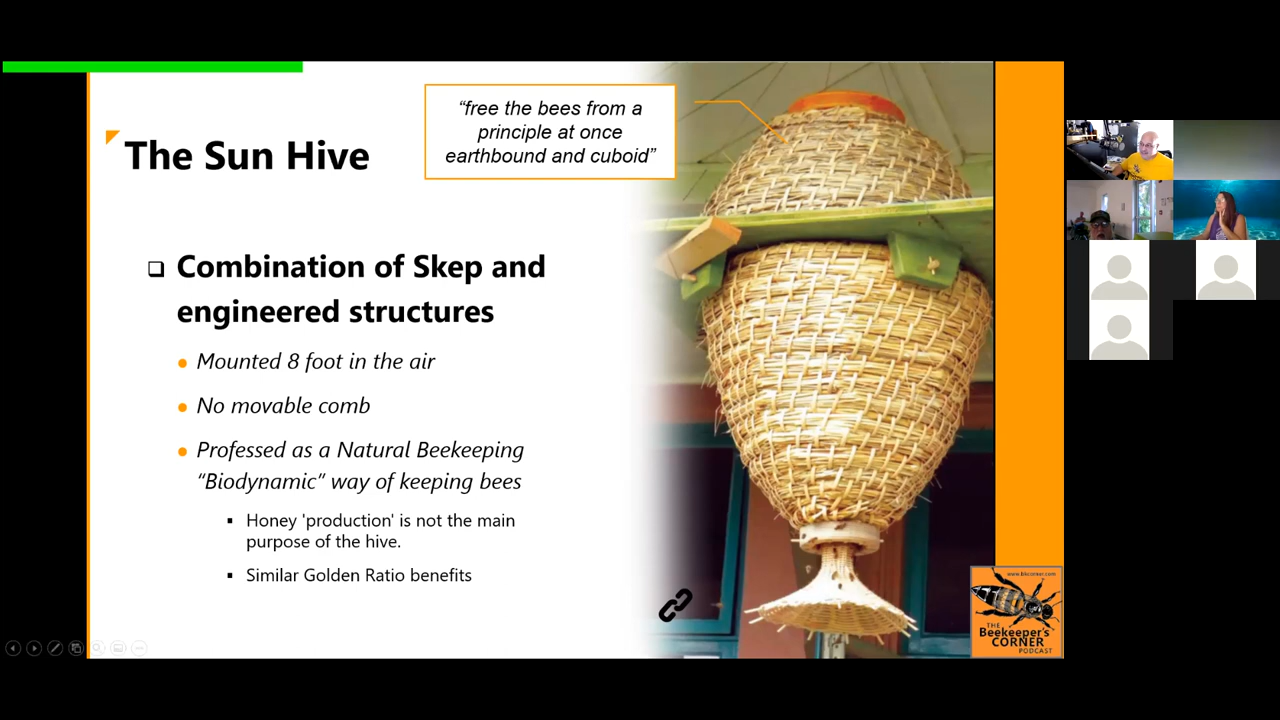 “free the bees from a
principle at once
earthbound and cuboid”
The Sun Hive
Combination of Skep and
engineered structures
Mounted 8 foot in the air
No movable comb
Professed as a Natural Beekeeping
“Biodynamic” way of keeping bees
Honey 'production' is not the main
purpose of the hive.
Similar Golden Ratio benefits
www.bkcorner.com
THE
Beekeeper's
CORNER
PODCAST